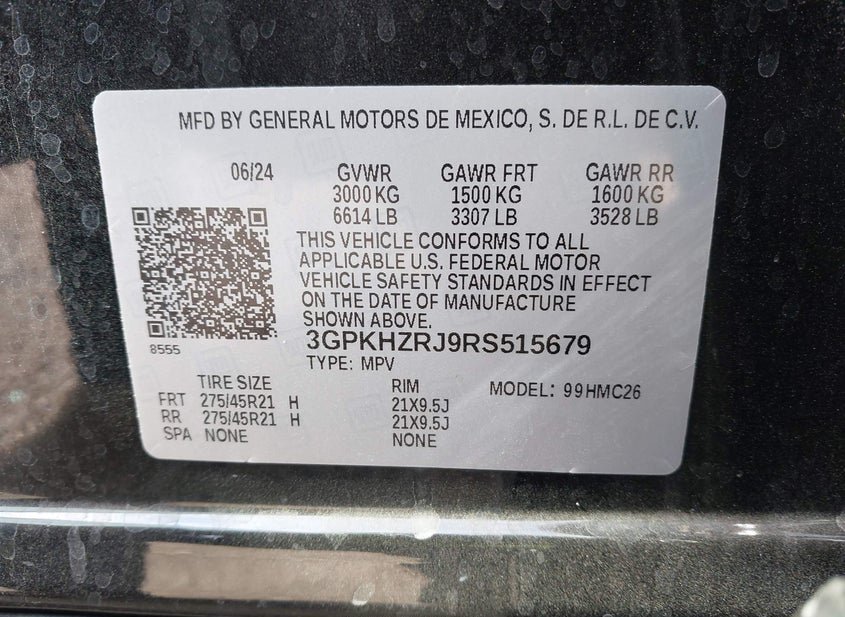 MFD BY GENERAL MOTORS DE MEXICO, S. DE R.L. DE C.V.
06/24 GVWR GAWR FRT GAWR RR
3000 KG 1500 KG 1600 KG
6614 LB 3307 LB 3528 LB
THIS VEHICLE CONFORMS TO ALL
APPLICABLE U.S. FEDERAL MOTOR
VEHICLE SAFETY STANDARDS IN EFFECT
ON THE DATE OF MANUFACTURE
SHOWN ABOVE.
3GPKHZRJ9RS515679
8555
TYPE: MPV
TIRE SIZE RIM MODEL: 99HMC26
FRT 275/45R21 H 21X9.5J
RR 275/45R21 H 21X9.5J
SPA NONE NONE